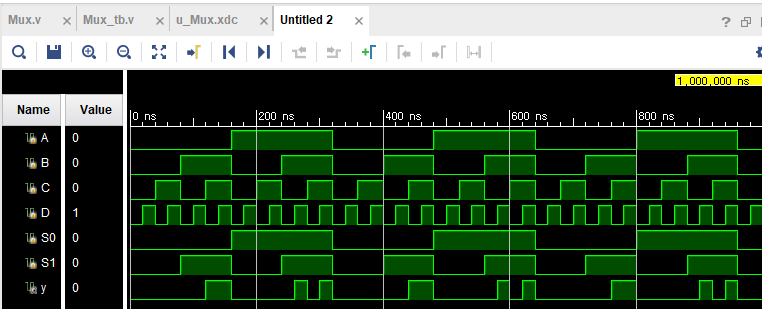 Mux.v × Mux_tb.v × u_Mux.xdc × Untitled 2 ×
?
1,000,000 ns
Name Value
0 ns 200 ns 400 ns 600 ns 800 ns
A 0
B 0
C 0
D 1
S0 0
S1 0
y 0